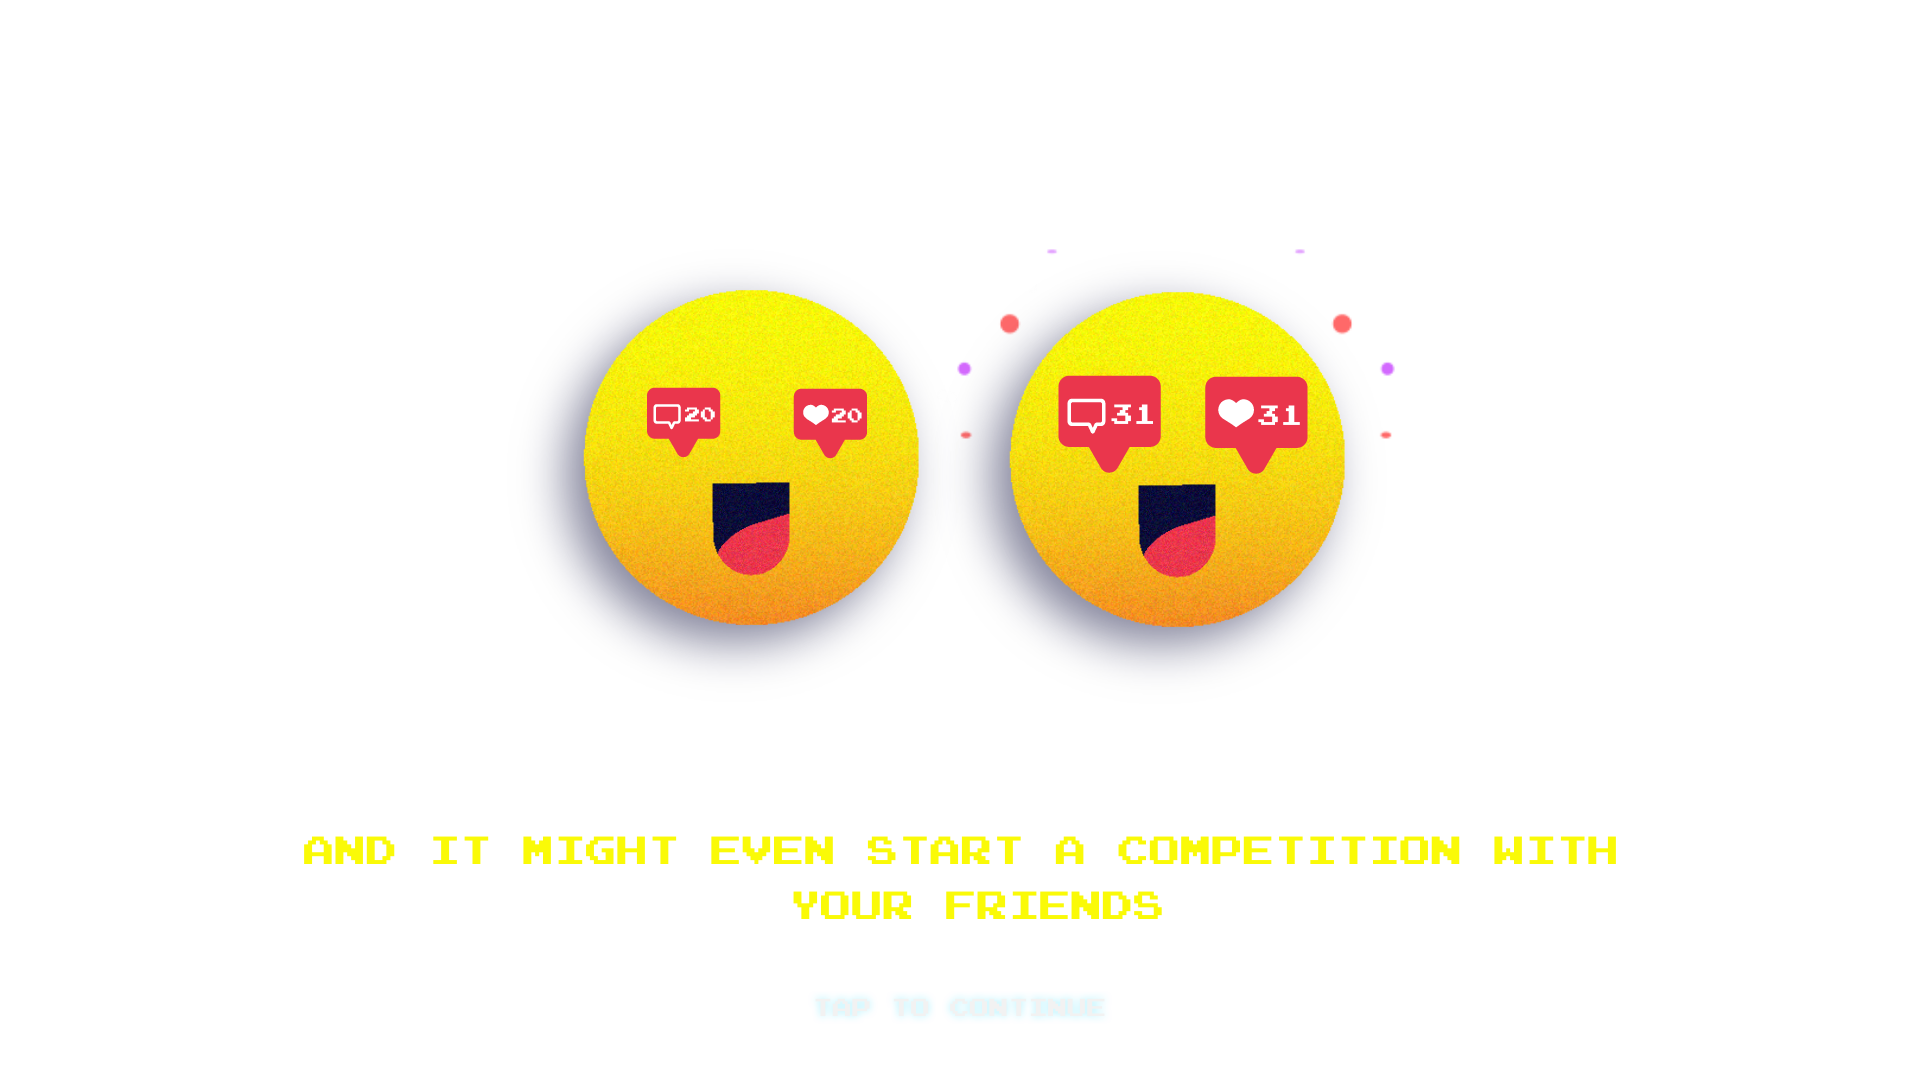 20 20 31 31
AND IT MIGHT EVEN START A COMPETITION WITH
YOUR FRIENDS
TAP TO CONTINUE